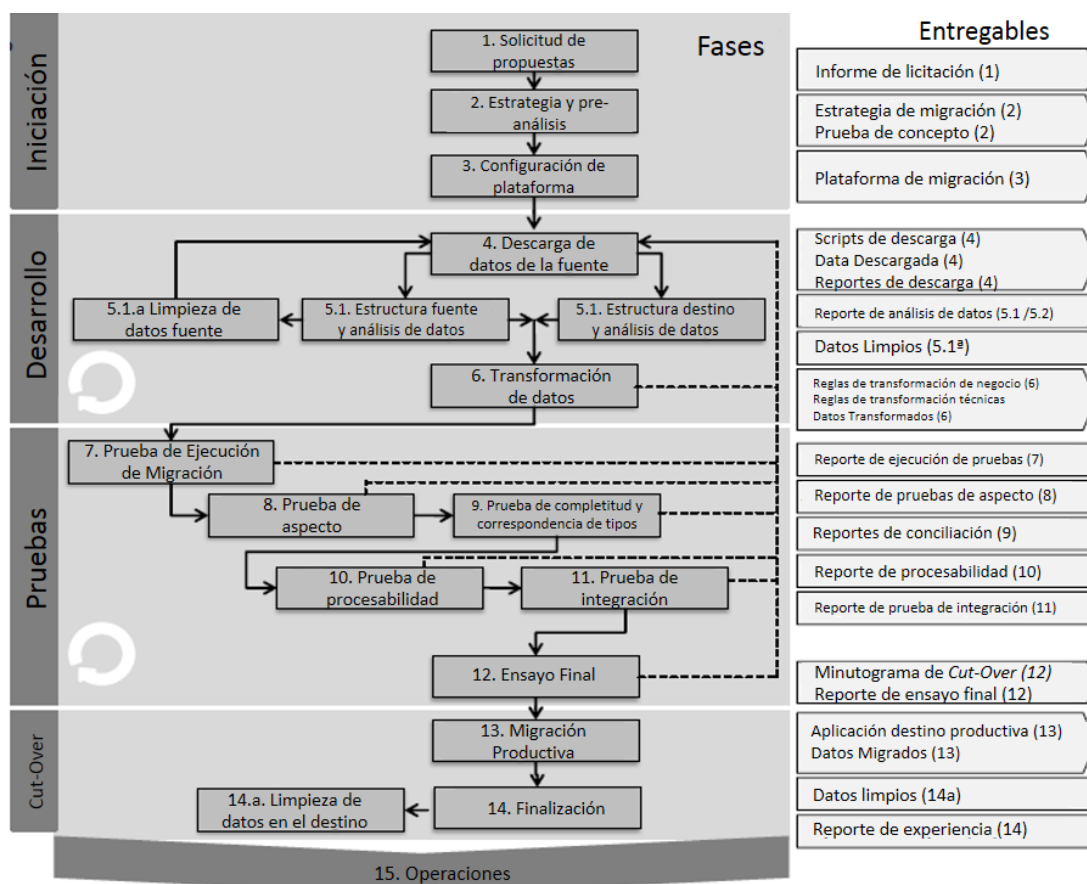 Fases
Entregables
Iniciación
1. Solicitud de
propuestas
2. Estrategia y pre-
análisis
3. Configuración de
plataforma
Informe de licitación (1)
Estrategia de migración (2)
Prueba de concepto (2)
Plataforma de migración (3)
Desarrollo
4. Descarga de
datos de la fuente
5.1.a Limpieza de
datos fuente
5.1. Estructura fuente
y análisis de datos
5.1. Estructura destino
y análisis de datos
6. Transformación
de datos
Scripts de descarga (4)
Data Descargada (4)
Reportes de descarga (4)
Reporte de análisis de datos (5.1 /5.2)
Datos Limpios (5.1ª)
Reglas de transformación de negocio (6)
Reglas de transformación técnicas
Datos Transformados (6)
Pruebas
7. Prueba de Ejecución
de Migración
8. Prueba de
aspecto
9. Prueba de completitud y
correspondencia de tipos
10. Prueba de
procesabilidad
11. Prueba de
integración
12. Ensayo Final
Reporte de ejecución de pruebas (7)
Reporte de pruebas de aspecto (8)
Reportes de conciliación (9)
Reporte de procesabilidad (10)
Reporte de prueba de integración (11)
Minutograma de Cut-Over (12)
Reporte de ensayo final (12)
Cut-Over
13. Migración
Productiva
14.a. Limpieza de
datos en el destino
14. Finalización
Aplicación destino productiva (13)
Datos Migrados (13)
Datos limpios (14a)
Reporte de experiencia (14)
15. Operaciones